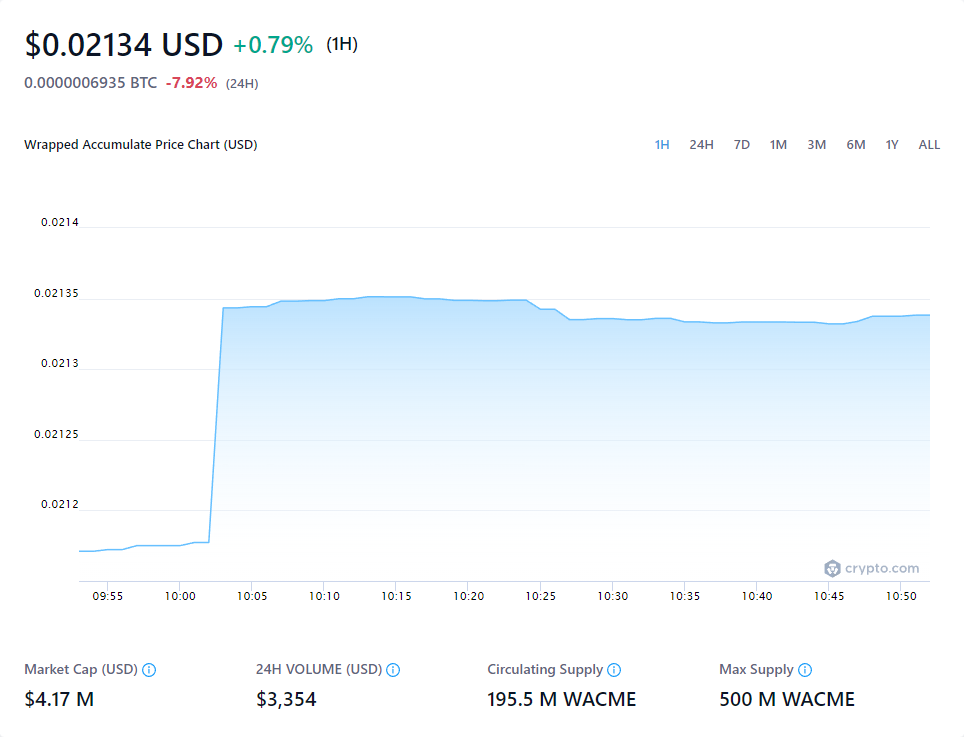 $0.02134 USD +0.79% (1H)
0.0000006935 BTC -7.92% (24H)
Wrapped Accumulate Price Chart (USD)
1H 24H 7D 1M 3M 6M 1Y ALL
0.0214
0.02135
0.0213
0.02125
0.0212
crypto.com
09:55 10:00 10:05 10:10 10:15 10:20 10:25 10:30 10:35 10:40 10:45 10:50
Market Cap (USD) 24H VOLUME (USD) Circulating Supply Max Supply
$4.17 M $3,354 195.5 M WACME 500 M WACME